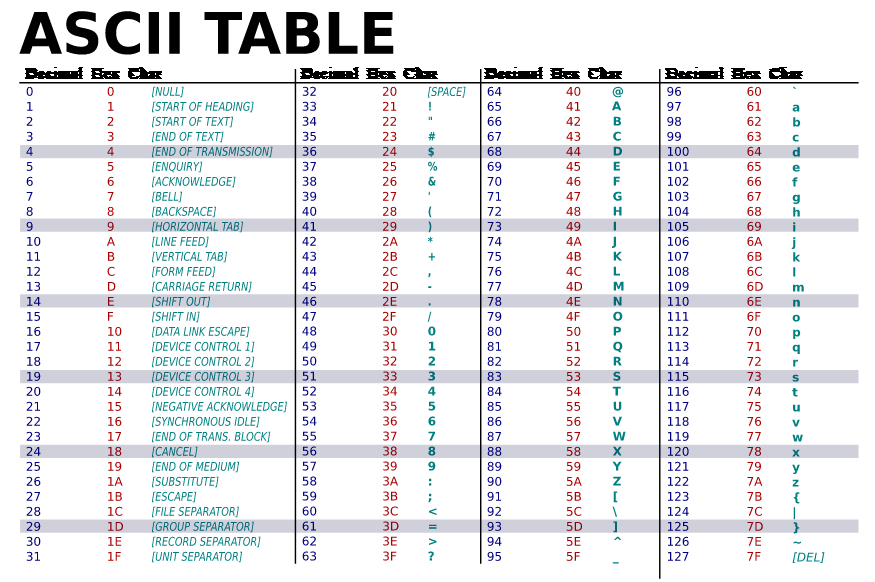 ASCII TABLE
Decimal Hex Char Decimal Hex Char Decimal Hex Char Decimal Hex Char
0 0 [NULL] 32 20 [SPACE] 64 40 @ 96 60 `
1 1 [START OF HEADING] 33 21 ! 65 41 A 97 61 a
2 2 [START OF TEXT] 34 22 " 66 42 B 98 62 b
3 3 [END OF TEXT] 35 23 # 67 43 C 99 63 c
4 4 [END OF TRANSMISSION] 36 24 $ 68 44 D 100 64 d
5 5 [ENQUIRY] 37 25 % 69 45 E 101 65 e
6 6 [ACKNOWLEDGE] 38 26 & 70 46 F 102 66 f
7 7 [BELL] 39 27 ' 71 47 G 103 67 g
8 8 [BACKSPACE] 40 28 ( 72 48 H 104 68 h
9 9 [HORIZONTAL TAB] 41 29 ) 73 49 I 105 69 i
10 A [LINE FEED] 42 2A * 74 4A J 106 6A j
11 B [VERTICAL TAB] 43 2B + 75 4B K 107 6B k
12 C [FORM FEED] 44 2C , 76 4C L 108 6C l
13 D [CARRIAGE RETURN] 45 2D - 77 4D M 109 6D m
14 E [SHIFT OUT] 46 2E . 78 4E N 110 6E n
15 F [SHIFT IN] 47 2F / 79 4F O 111 6F o
16 10 [DATA LINK ESCAPE] 48 30 0 80 50 P 112 70 p
17 11 [DEVICE CONTROL 1] 49 31 1 81 51 Q 113 71 q
18 12 [DEVICE CONTROL 2] 50 32 2 82 52 R 114 72 r
19 13 [DEVICE CONTROL 3] 51 33 3 83 53 S 115 73 s
20 14 [DEVICE CONTROL 4] 52 34 4 84 54 T 116 74 t
21 15 [NEGATIVE ACKNOWLEDGE] 53 35 5 85 55 U 117 75 u
22 16 [SYNCHRONOUS IDLE] 54 36 6 86 56 V 118 76 v
23 17 [END OF TRANS. BLOCK] 55 37 7 87 57 W 119 77 w
24 18 [CANCEL] 56 38 8 88 58 X 120 78 x
25 19 [END OF MEDIUM] 57 39 9 89 59 Y 121 79 y
26 1A [SUBSTITUTE] 58 3A : 90 5A Z 122 7A z
27 1B [ESCAPE] 59 3B ; 91 5B [ 123 7B {
28 1C [FILE SEPARATOR] 60 3C < 92 5C \ 124 7C |
29 1D [GROUP SEPARATOR] 61 3D = 93 5D ] 125 7D }
30 1E [RECORD SEPARATOR] 62 3E > 94 5E ^ 126 7E ~
31 1F [UNIT SEPARATOR] 63 3F ? 95 5F _ 127 7F [DEL]